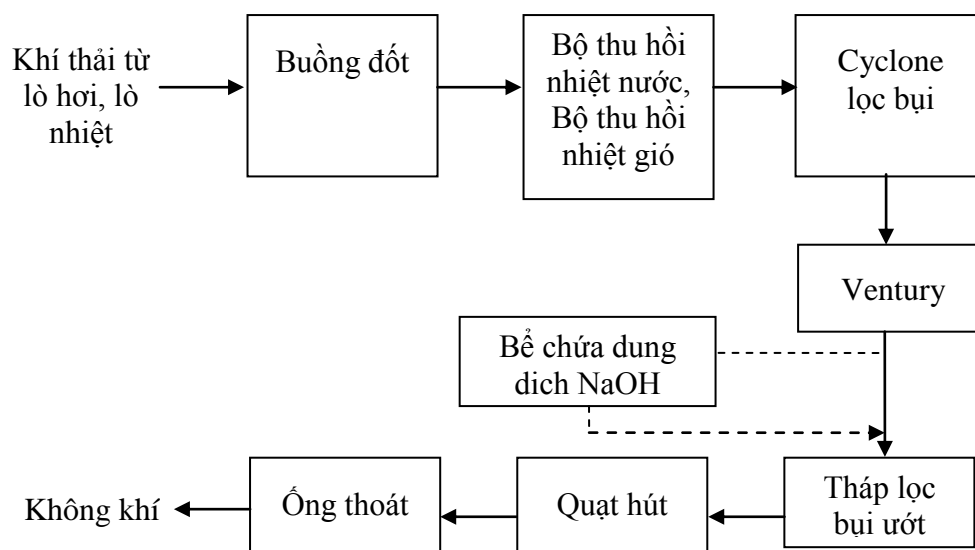 Khí thải từ
lò hơi, lò
nhiệt
Buồng đốt
Bộ thu hồi
nhiệt nước,
Bộ thu hồi
nhiệt gió
Cyclone
lọc bụi
Ventury
Bể chứa dung
dich NaOH
Tháp lọc
bụi ướt
Quạt hút
Ống thoát
Không khí